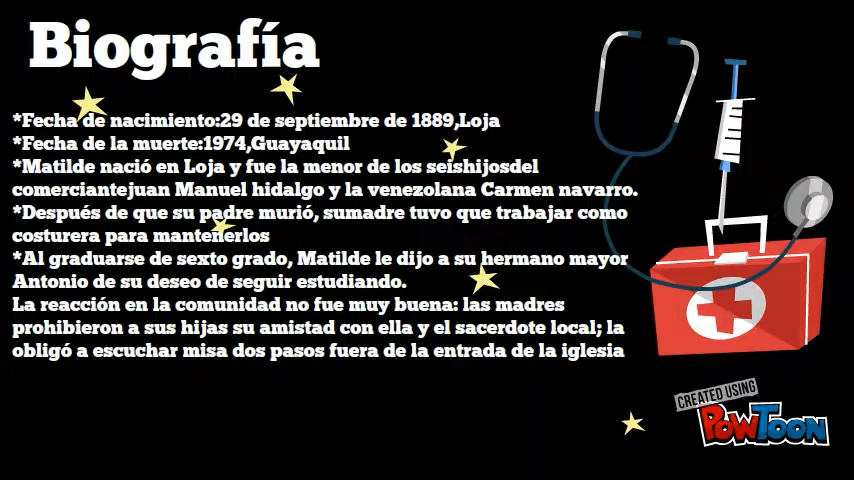 Biografía
*Fecha de nacimiento:29 de septiembre de 1889,Loja
*Fecha de la muerte:1974,Guayaquil
*Matilde nació en Loja y fue la menor de los seishijosdel
comerciantejuan Manuel hidalgo y la venezolana Carmen navarro.
*Después de que su padre murió, sumadre tuvo que trabajar como
costurera para mantenerlos
*Al graduarse de sexto grado, Matilde le dijo a su hermano mayor
Antonio de su deseo de seguir estudiando.
La reacción en la comunidad no fue muy buena: las madres
prohibieron a sus hijas su amistad con ella y el sacerdote local; la
obligó a escuchar misa dos pasos fuera de la entrada de la iglesia
CREATED USING
POWTOON